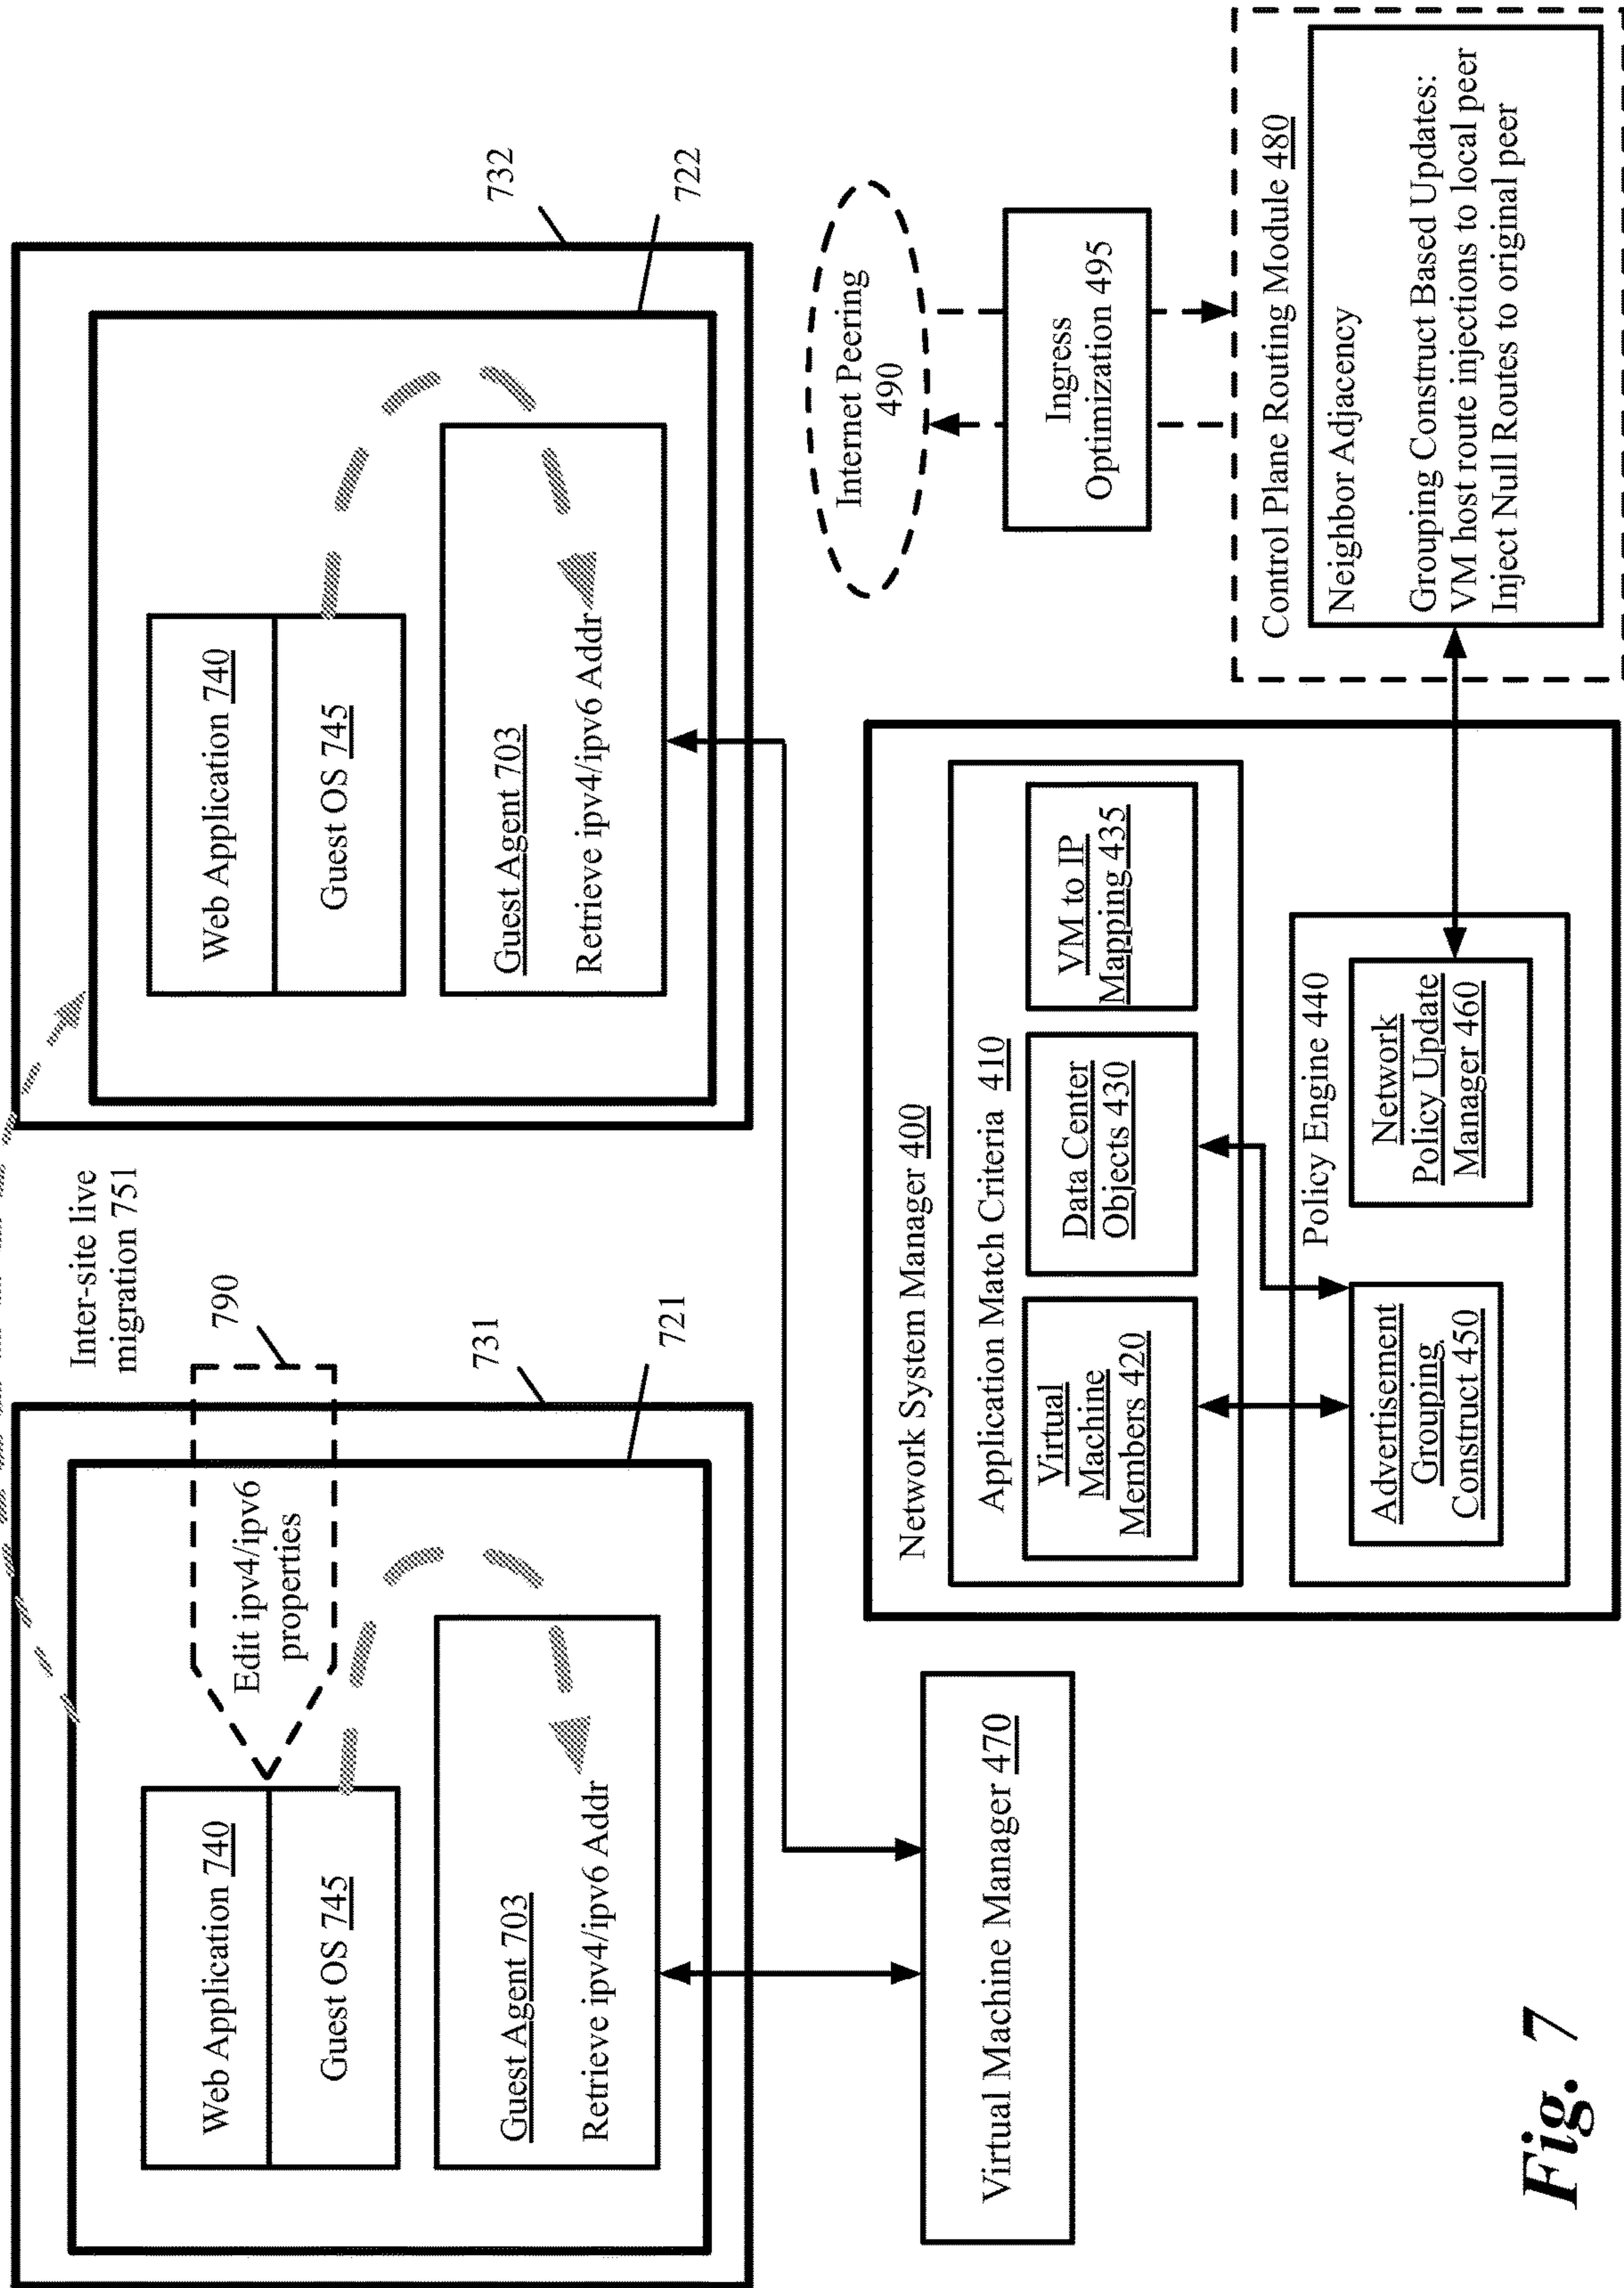 Inter-site live
migration 751
790
Edit ipv4/ipv6
properties
Web Application 740
Guest OS 745
Guest Agent 703
Retrieve ipv4/ipv6 Addr
731
721
Web Application 740
Guest OS 745
Guest Agent 703
Retrieve ipv4/ipv6 Addr
732
722
Virtual Machine Manager 470
Network System Manager 400
Application Match Criteria 410
Virtual
Machine
Members 420
Data Center
Objects 430
VM to IP
Mapping 435
Policy Engine 440
Advertisement
Grouping
Construct 450
Network
Policy Update
Manager 460
Internet Peering
490
Ingress
Optimization 495
Control Plane Routing Module 480
Neighbor Adjacency
Grouping Construct Based Updates:
VM host route injections to local peer
Inject Null Routes to original peer
Fig. 7